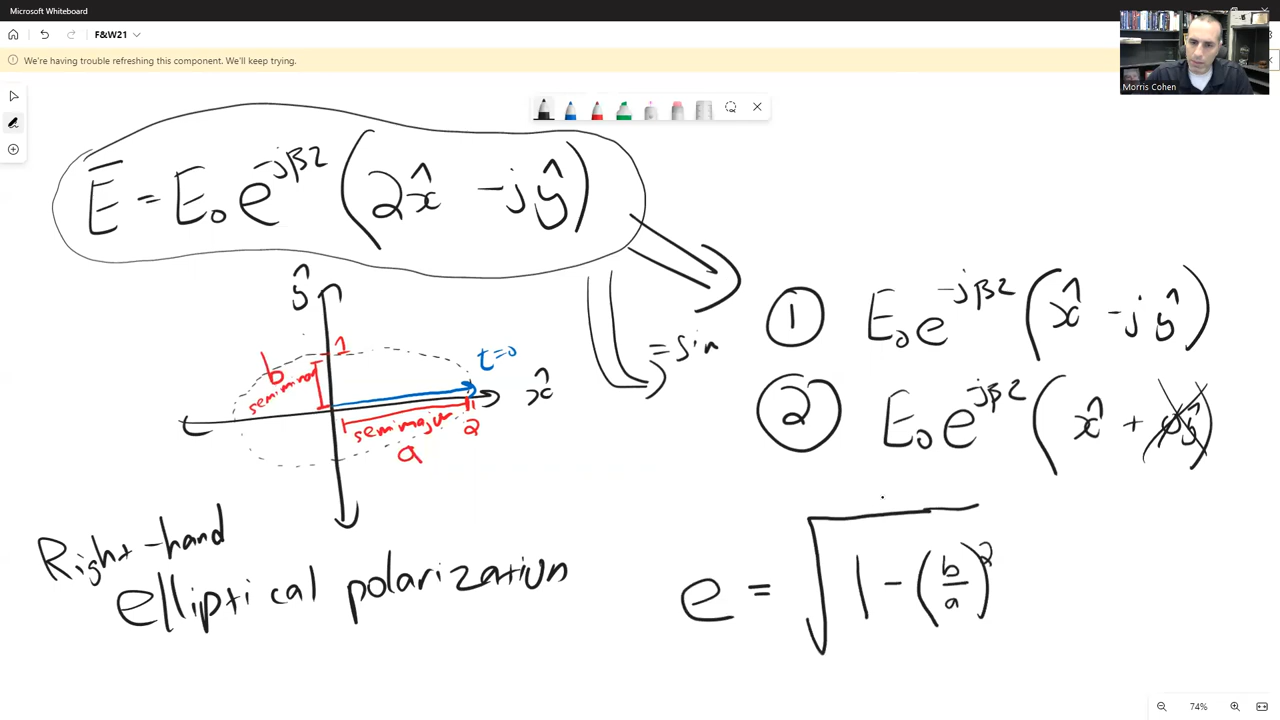 Microsoft Whiteboard
F&W21
We're having trouble refreshing this component. We'll keep trying.
Morris Cohen
E̅ = E₀e^(-jβz) (2x̂ - jŷ)
ŷ
1
b
semiminor
t=0
x̂
semimajor
2
a
= sin
① E₀e^(-jβz) (x̂ - jŷ)
② E₀e^(-jβz) (x̂ + ŷ)
Right-hand
elliptical polarization
e = √(1 - (b/a)²)
74%